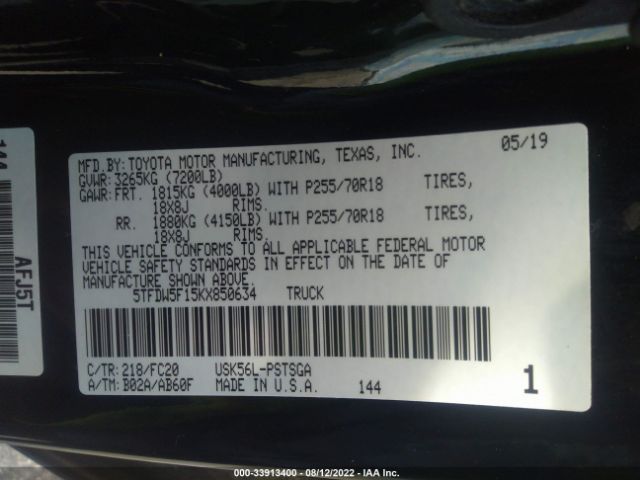 MFD.BY: TOYOTA MOTOR MANUFACTURING, TEXAS, INC. 05/19
GVWR: 3265KG (7200LB)
GAWR: FRT. 1815KG (4000LB) WITH P255/70R18 TIRES,
18X8J RIMS.
RR. 1880KG (4150LB) WITH P255/70R18 TIRES,
18X8J RIMS.
THIS VEHICLE CONFORMS TO ALL APPLICABLE FEDERAL MOTOR
VEHICLE SAFETY STANDARDS IN EFFECT ON THE DATE OF
MANUFACTURE SHOWN ABOVE.
5TFDW5F15KX850634 TRUCK
C/TR: 218/FC20 USK56L-PSTSGA
A/TM: B02A/AB60F MADE IN U.S.A. 144 1
144
AFJ5T
000-33913400 - 08/12/2022 - IAA Inc.